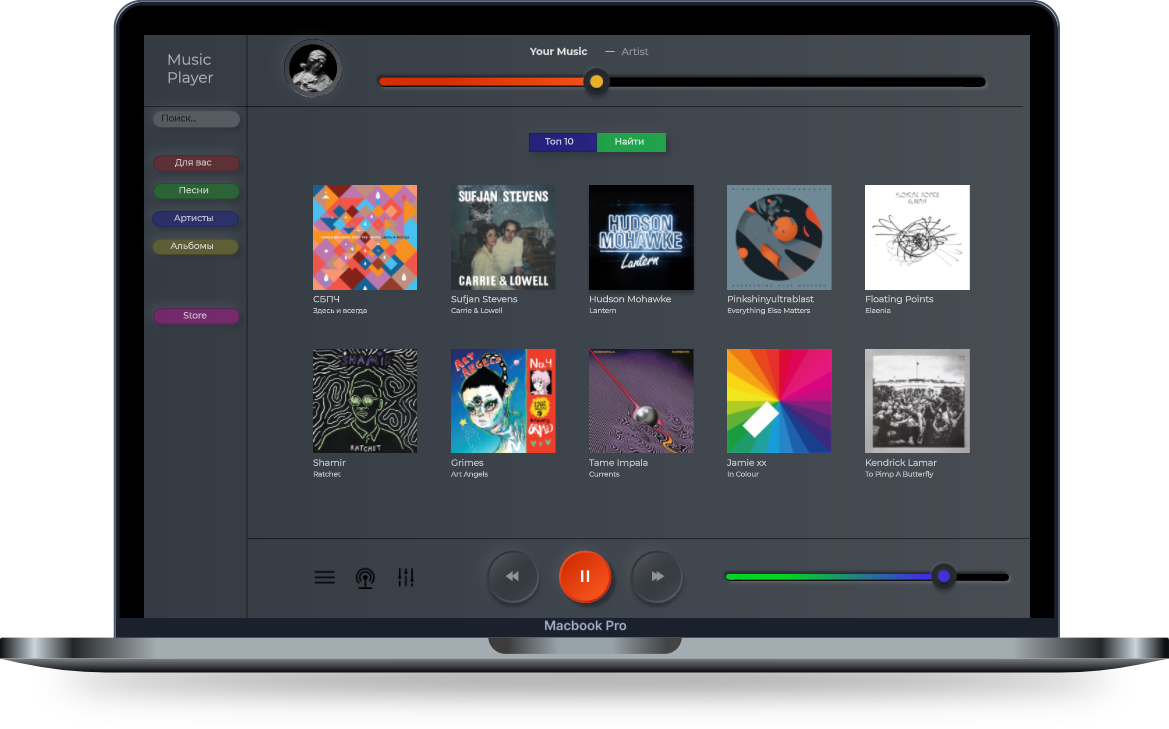 Music
Player
Your Music — Artist
Поиск...
Для вас
Песни
Артисты
Альбомы
Store
Топ 10
Найти
SUFJAN STEVENS
CARRIE & LOWELL
HUDSON
MOHAWKE
Lantern
FLOATING POINTS
ELAENIA
СБПЧ
Здесь и всегда
Sufjan Stevens
Carrie & Lowell
Hudson Mohawke
Lantern
Pinkshinyultrablast
Everything Else Matters
Floating Points
Elaenia
SHAMIR
RATCHET
ART
ANGELS
No.4
Shamir
Ratchet
Grimes
Art Angels
Tame Impala
Currents
Jamie xx
In Colour
Kendrick Lamar
To Pimp A Butterfly
Macbook Pro